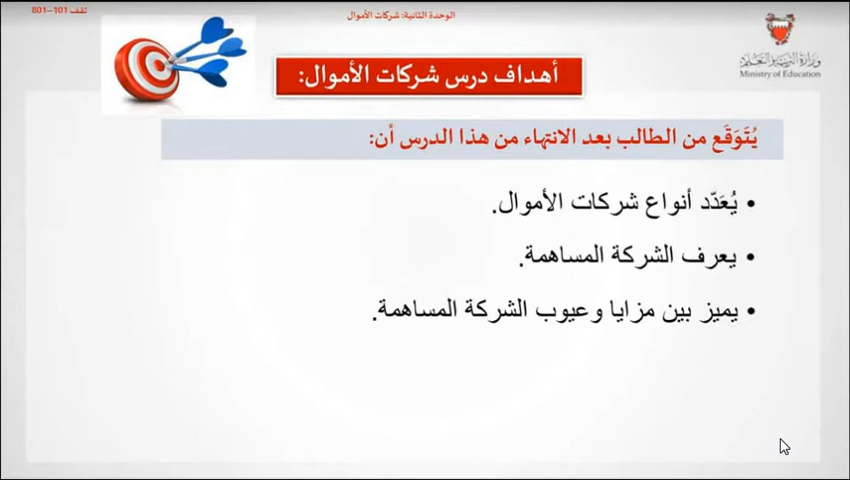 الوحدة الثانية: شركات الأموال
ثقف 101-801
وزارة التربية والتعليم
Ministry of Education
أهداف درس شركات الأموال:
يُتَوَقَع من الطالب بعد الانتهاء من هذا الدرس أن:
• يُعَدّد أنواع شركات الأموال.
• يعرف الشركة المساهمة.
• يميز بين مزايا وعيوب الشركة المساهمة.